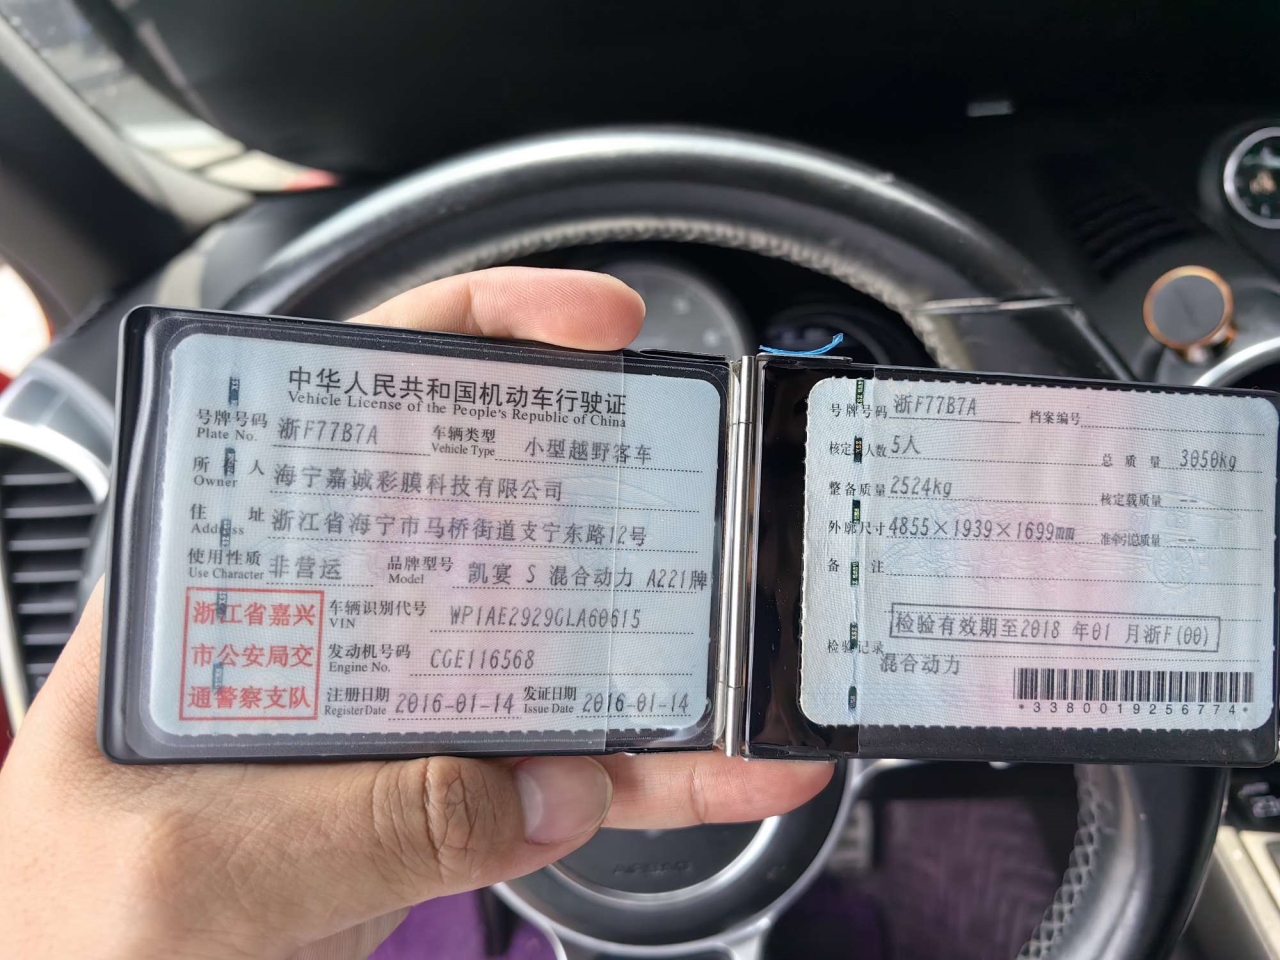 中华人民共和国机动车行驶证
Vehicle License of the People's Republic of China
号牌号码 浙F77B7A 车辆类型 小型越野客车
Plate No. Vehicle Type
所有人 海宁嘉诚彩膜科技有限公司
Owner
住址 浙江省海宁市马桥街道支宁东路12号
Address
使用性质 非营运 品牌型号 凯宴 S 混合动力 A221牌
Use Character Model
浙江省嘉兴
市公安局交
通警察支队
车辆识别代号 WP1AE2929GLA60615
VIN
发动机号码 CGE116568
Engine No.
注册日期 2016-01-14 发证日期 2016-01-14
Register Date Issue Date
号牌号码 浙F77B7A 档案编号
核定人数 5人 总质量 3050kg
整备质量 2524kg 核定载质量 --
外廓尺寸 4855×1939×1699mm 准牵引总质量 --
备注
检验有效期至2018 年01 月浙F(00)
检验记录
混合动力
*3380019256774*